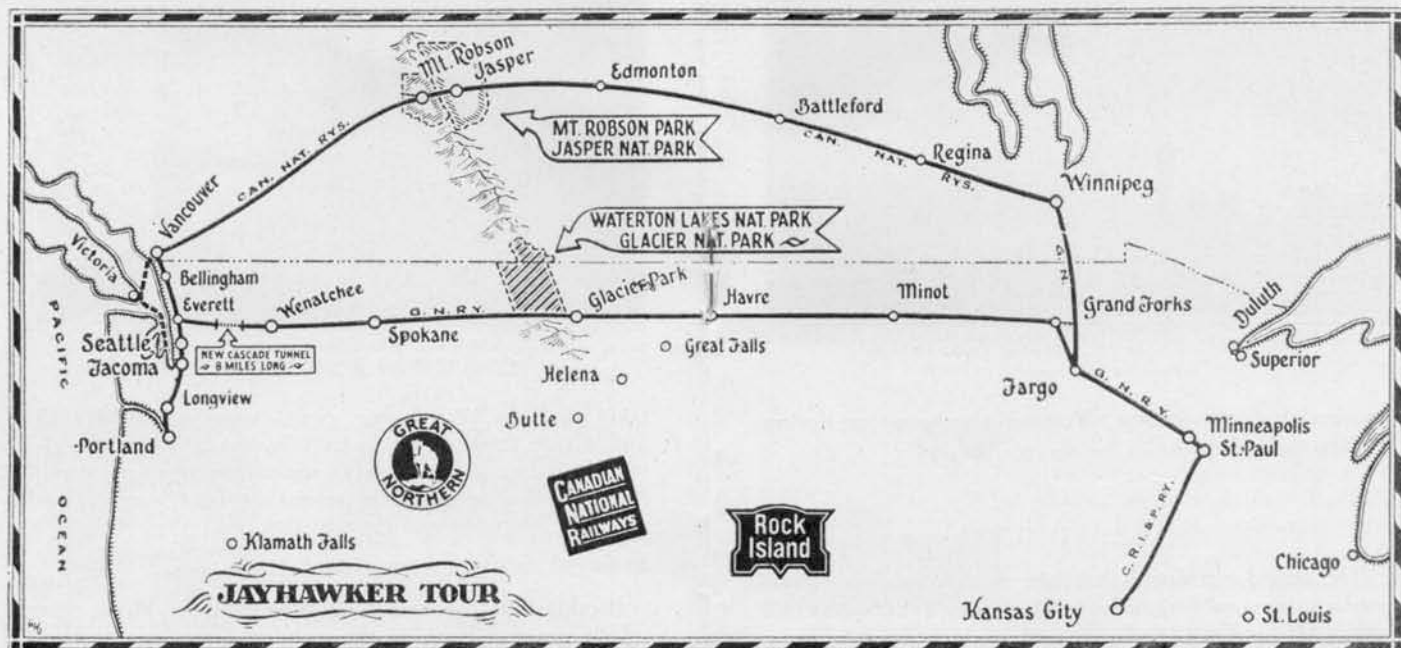 Mt. Robson
Jasper
Edmonton
Battleford
MT. ROBSON PARK
JASPER NAT. PARK
CAN. NAT. RYS.
CAN. NAT. RYS.
Regina
Winnipeg
Vancouver
WATERTON LAKES NAT. PARK
GLACIER NAT. PARK
G. N.
Victoria
Bellingham
Everett
Wenatchee
G. N. RY.
Spokane
Glacier Park
Havre
Minot
Grand Forks
Duluth
Superior
PACIFIC OCEAN
Seattle
Tacoma
NEW CASCADE TUNNEL
8 MILES LONG
Great Falls
Helena
Fargo
G. N. R. Y.
Longview
Butte
Portland
Minneapolis
St. Paul
GREAT NORTHERN
CANADIAN
NATIONAL
RAILWAYS
Rock
Island
C. R. I. & P. RY.
Klamath Falls
JAYHAWKER TOUR
Chicago
Kansas City
St. Louis